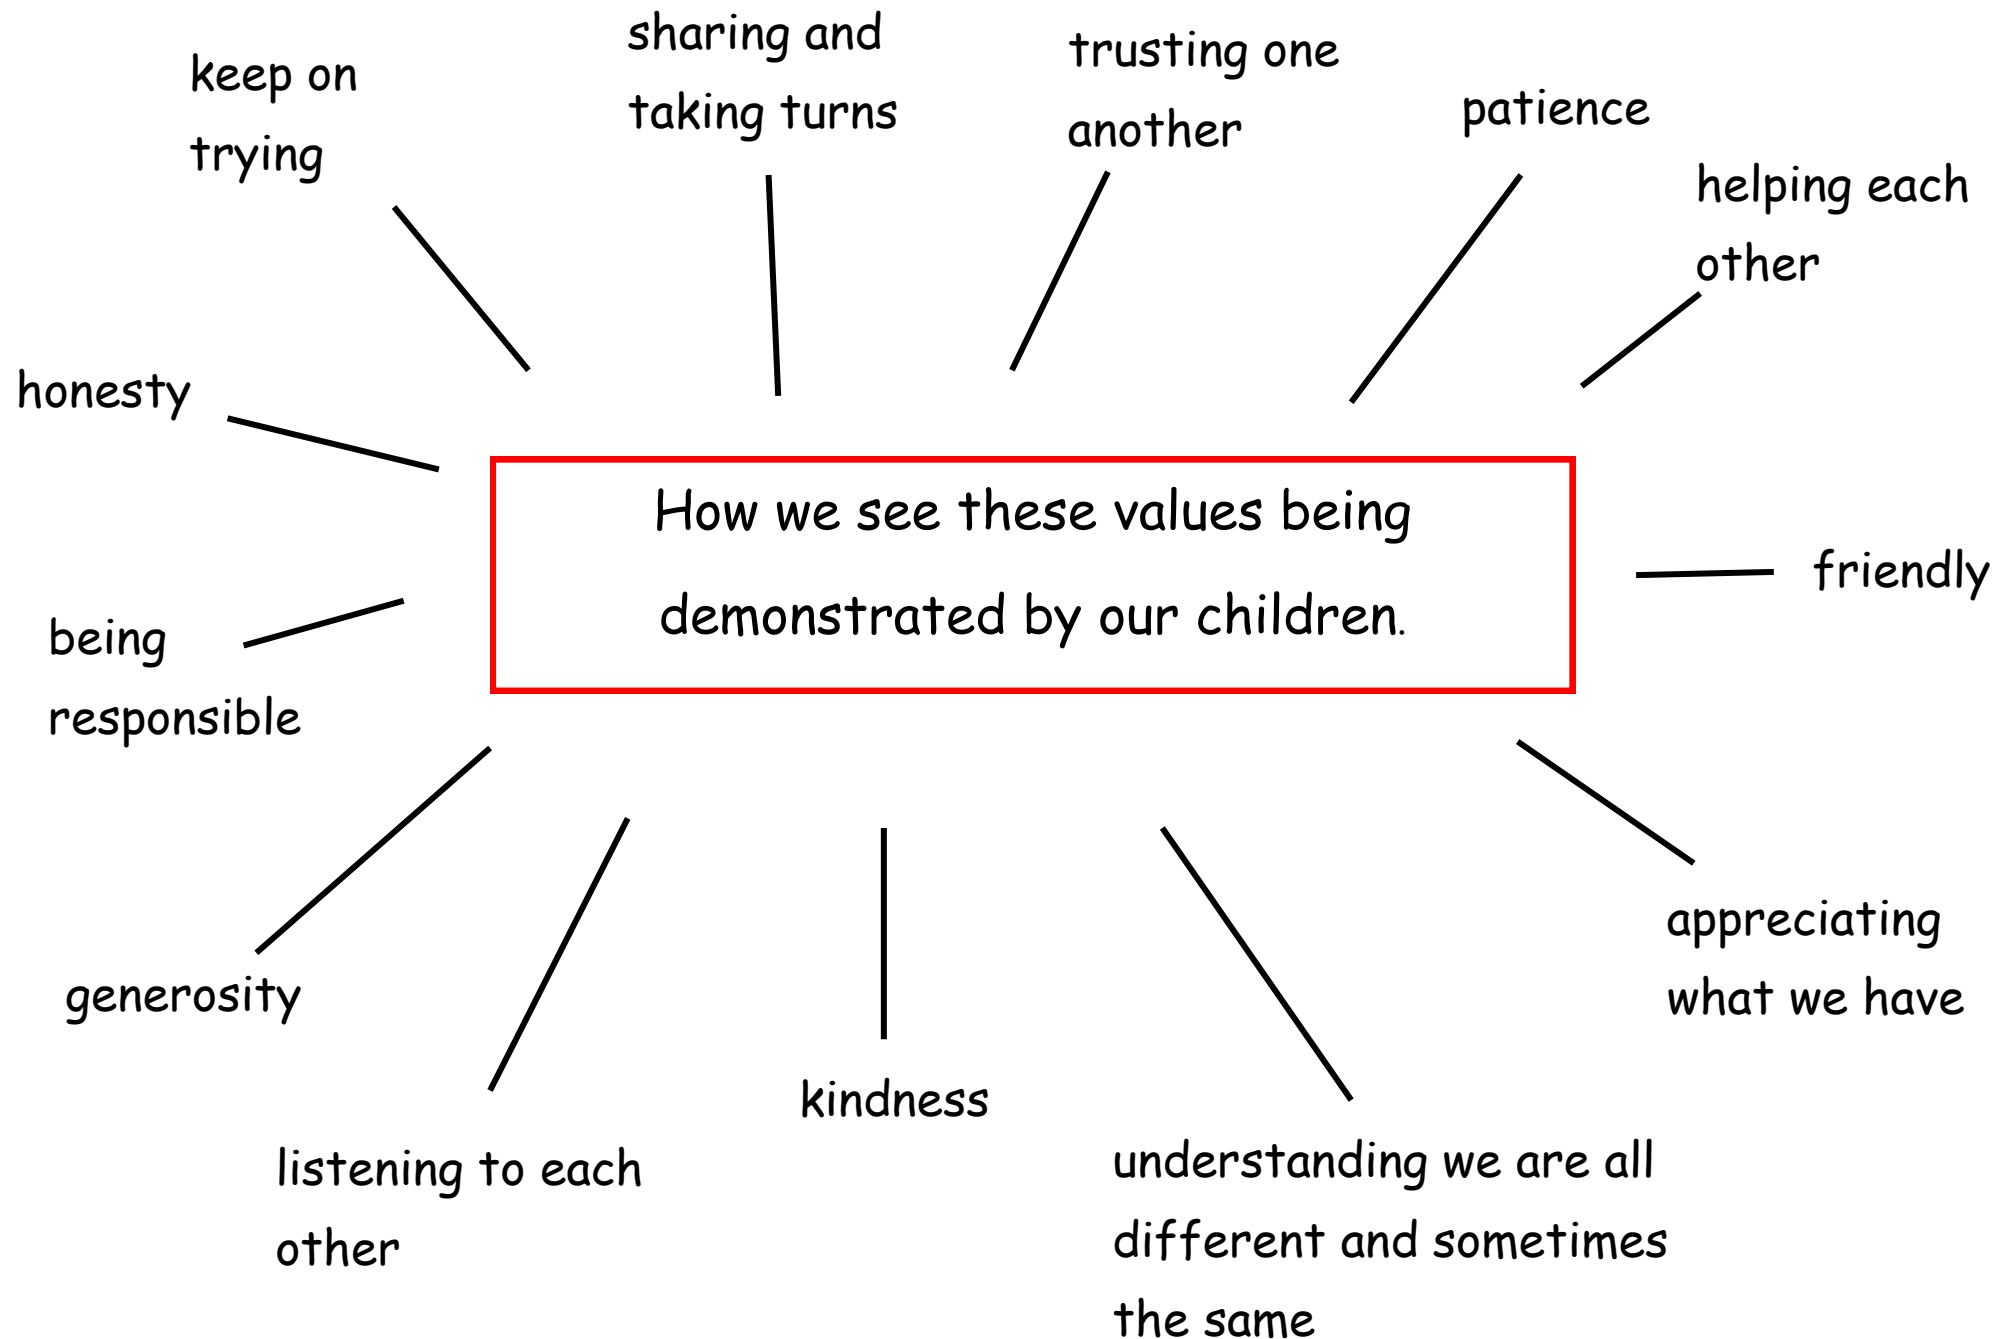 sharing and
taking turns
keep on
trying
trusting one
another
patience
helping each
other
honesty
How we see these values being
demonstrated by our children.
friendly
being
responsible
generosity
appreciating
what we have
kindness
listening to each
other
understanding we are all
different and sometimes
the same